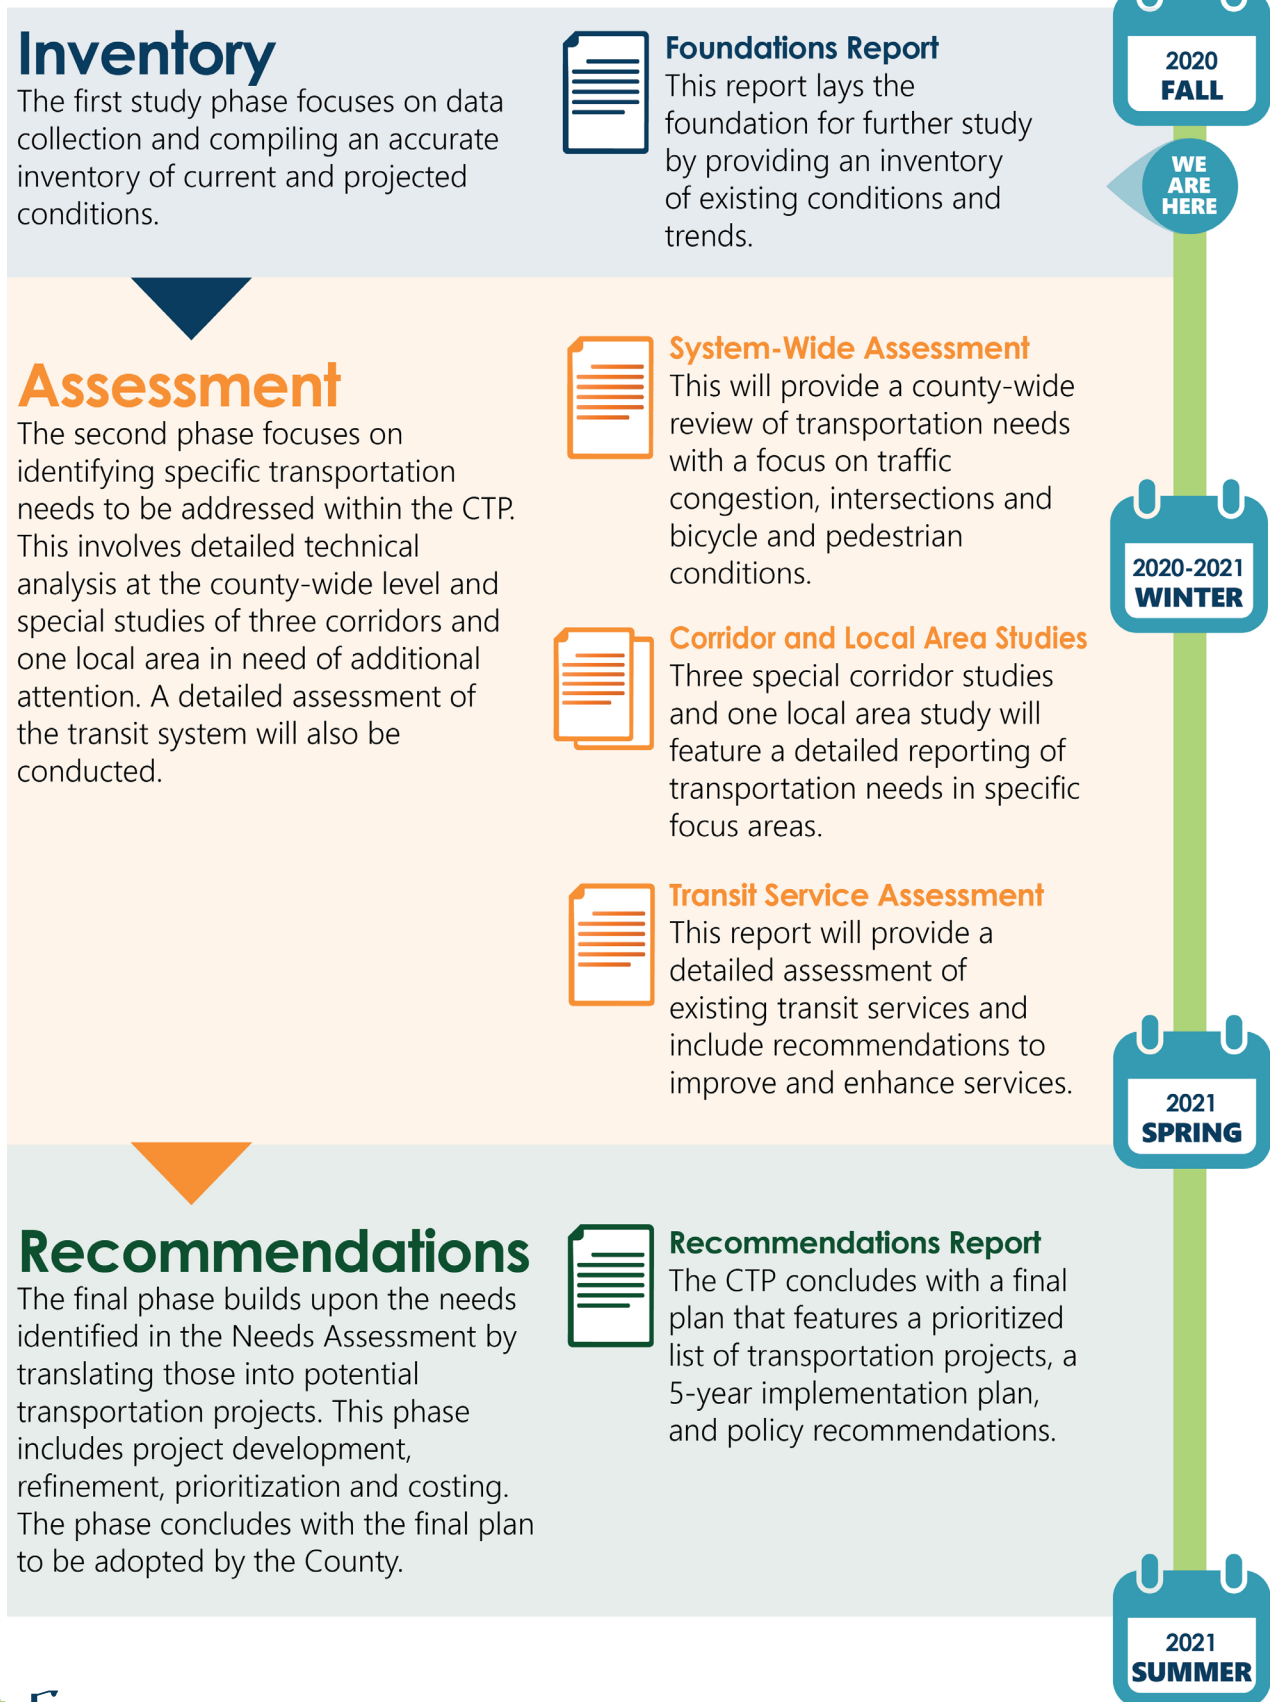 Inventory
The first study phase focuses on data
collection and compiling an accurate
inventory of current and projected
conditions.
Foundations Report
This report lays the
foundation for further study
by providing an inventory
of existing conditions and
trends.
2020
FALL
WE
ARE
HERE
Assessment
The second phase focuses on
identifying specific transportation
needs to be addressed within the CTP.
This involves detailed technical
analysis at the county-wide level and
special studies of three corridors and
one local area in need of additional
attention. A detailed assessment of
the transit system will also be
conducted.
System-Wide Assessment
This will provide a county-wide
review of transportation needs
with a focus on traffic
congestion, intersections and
bicycle and pedestrian
conditions.
2020-2021
WINTER
Corridor and Local Area Studies
Three special corridor studies
and one local area study will
feature a detailed reporting of
transportation needs in specific
focus areas.
Transit Service Assessment
This report will provide a
detailed assessment of
existing transit services and
include recommendations to
improve and enhance services.
2021
SPRING
Recommendations
The final phase builds upon the needs
identified in the Needs Assessment by
translating those into potential
transportation projects. This phase
includes project development,
refinement, prioritization and costing.
The phase concludes with the final plan
to be adopted by the County.
Recommendations Report
The CTP concludes with a final
plan that features a prioritized
list of transportation projects, a
5-year implementation plan,
and policy recommendations.
2021
SUMMER